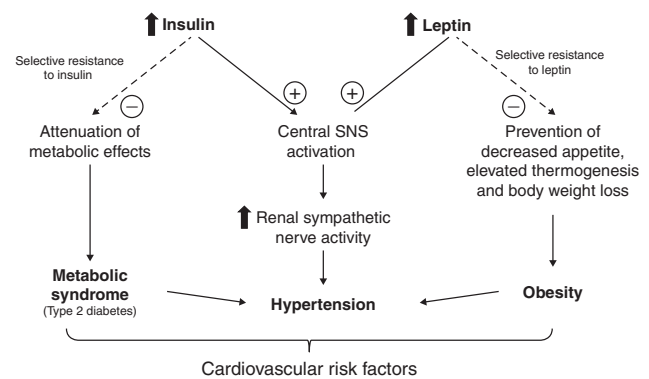 Insulin
Leptin
Selective resistance
to insulin
Selective resistance
to leptin
+
+
−
−
Attenuation of
metabolic effects
Central SNS
activation
Prevention of
decreased appetite,
elevated thermogenesis
and body weight loss
Renal sympathetic
nerve activity
Metabolic
syndrome
(Type 2 diabetes)
Hypertension
Obesity
Cardiovascular risk factors